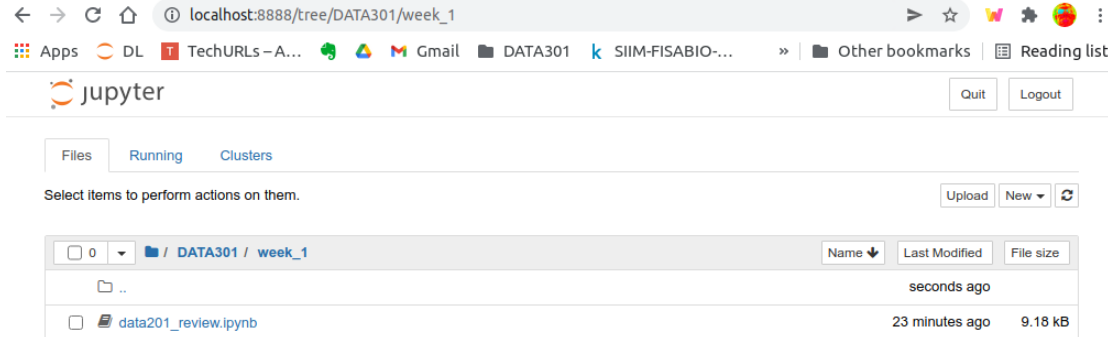 localhost:8888/tree/DATA301/week_1
Apps DL T TechURLs – A... M Gmail DATA301 k SIIM-FISABIO-... » Other bookmarks Reading list
jupyter Quit Logout
Files Running Clusters
Select items to perform actions on them. Upload New
0 / DATA301 / week_1 Name Last Modified File size
.. seconds ago
data201_review.ipynb 23 minutes ago 9.18 kB